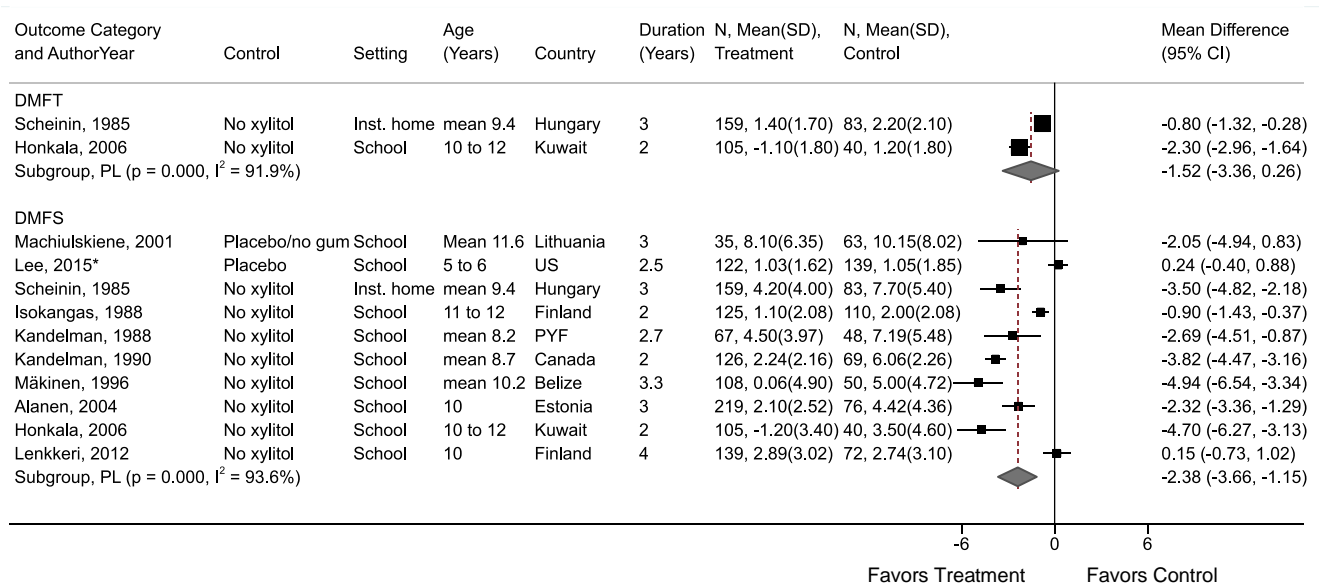 Outcome Category Age Duration N, Mean(SD), N, Mean(SD), Mean Difference
and AuthorYear Control Setting (Years) Country (Years) Treatment Control (95% CI)
DMFT
Scheinin, 1985 No xylitol Inst. home mean 9.4 Hungary 3 159, 1.40(1.70) 83, 2.20(2.10) -0.80 (-1.32, -0.28)
Honkala, 2006 No xylitol School 10 to 12 Kuwait 2 105, -1.10(1.80) 40, 1.20(1.80) -2.30 (-2.96, -1.64)
Subgroup, PL (p = 0.000, I² = 91.9%) -1.52 (-3.36, 0.26)
DMFS
Machiulskiene, 2001 Placebo/no gum School Mean 11.6 Lithuania 3 35, 8.10(6.35) 63, 10.15(8.02) -2.05 (-4.94, 0.83)
Lee, 2015* Placebo School 5 to 6 US 2.5 122, 1.03(1.62) 139, 1.05(1.85) 0.24 (-0.40, 0.88)
Scheinin, 1985 No xylitol Inst. home mean 9.4 Hungary 3 159, 4.20(4.00) 83, 7.70(5.40) -3.50 (-4.82, -2.18)
Isokangas, 1988 No xylitol School 11 to 12 Finland 2 125, 1.10(2.08) 110, 2.00(2.08) -0.90 (-1.43, -0.37)
Kandelman, 1988 No xylitol School mean 8.2 PYF 2.7 67, 4.50(3.97) 48, 7.19(5.48) -2.69 (-4.51, -0.87)
Kandelman, 1990 No xylitol School mean 8.7 Canada 2 126, 2.24(2.16) 69, 6.06(2.26) -3.82 (-4.47, -3.16)
Mäkinen, 1996 No xylitol School mean 10.2 Belize 3.3 108, 0.06(4.90) 50, 5.00(4.72) -4.94 (-6.54, -3.34)
Alanen, 2004 No xylitol School 10 Estonia 3 219, 2.10(2.52) 76, 4.42(4.36) -2.32 (-3.36, -1.29)
Honkala, 2006 No xylitol School 10 to 12 Kuwait 2 105, -1.20(3.40) 40, 3.50(4.60) -4.70 (-6.27, -3.13)
Lenkkeri, 2012 No xylitol School 10 Finland 4 139, 2.89(3.02) 72, 2.74(3.10) 0.15 (-0.73, 1.02)
Subgroup, PL (p = 0.000, I² = 93.6%) -2.38 (-3.66, -1.15)
-6 0 6
Favors Treatment Favors Control